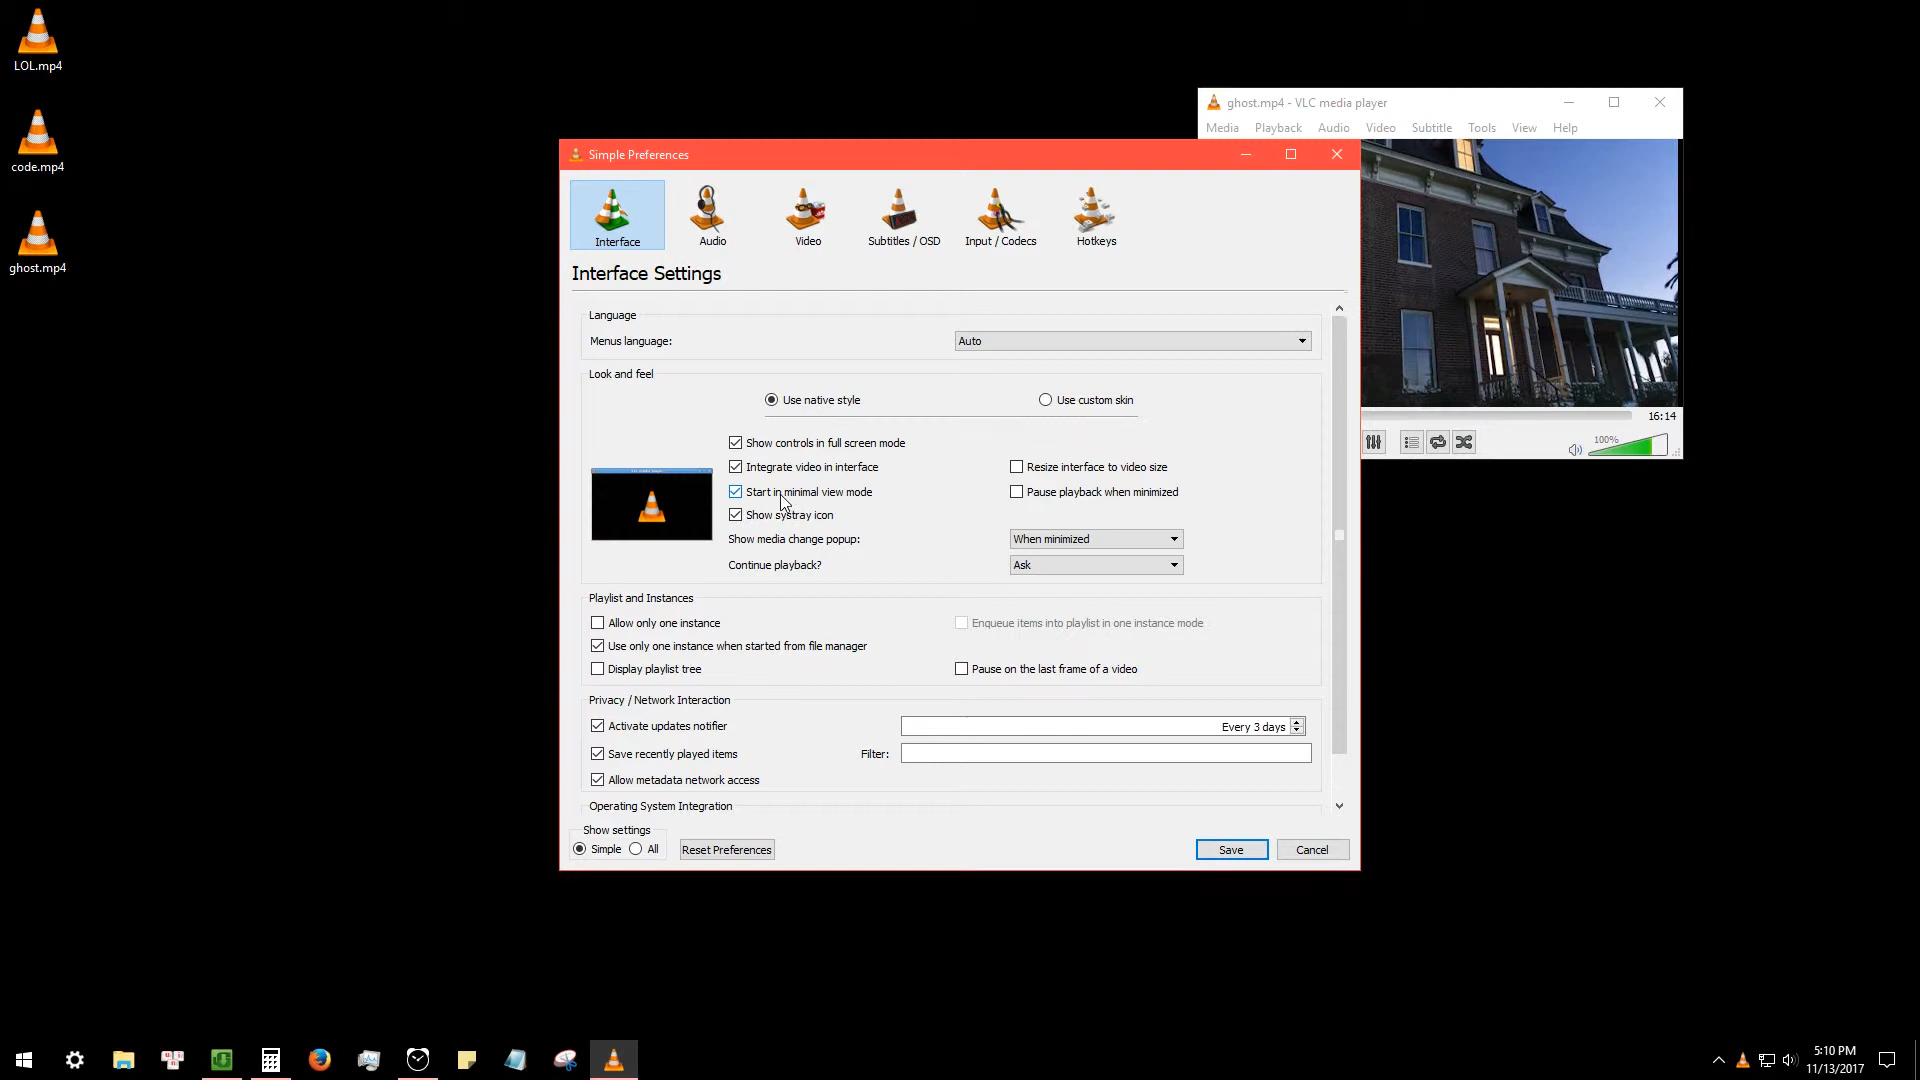 LOL.mp4
code.mp4
ghost.mp4
ghost.mp4 - VLC media player
Media Playback Audio Video Subtitle Tools View Help
Simple Preferences
Interface Audio Video Subtitles / OSD Input / Codecs Hotkeys
Interface Settings
Language
Menus language: Auto
Look and feel
Use native style Use custom skin
Show controls in full screen mode
Integrate video in interface Resize interface to video size
Start in minimal view mode Pause playback when minimized
Show systray icon
Show media change popup: When minimized
Continue playback? Ask
16:14
100%
Playlist and Instances
Allow only one instance Enqueue items into playlist in one instance mode
Use only one instance when started from file manager
Display playlist tree Pause on the last frame of a video
Privacy / Network Interaction
Activate updates notifier Every 3 days
Save recently played items Filter:
Allow metadata network access
Operating System Integration
Show settings
Simple All Reset Preferences Save Cancel
5:10 PM
11/13/2017